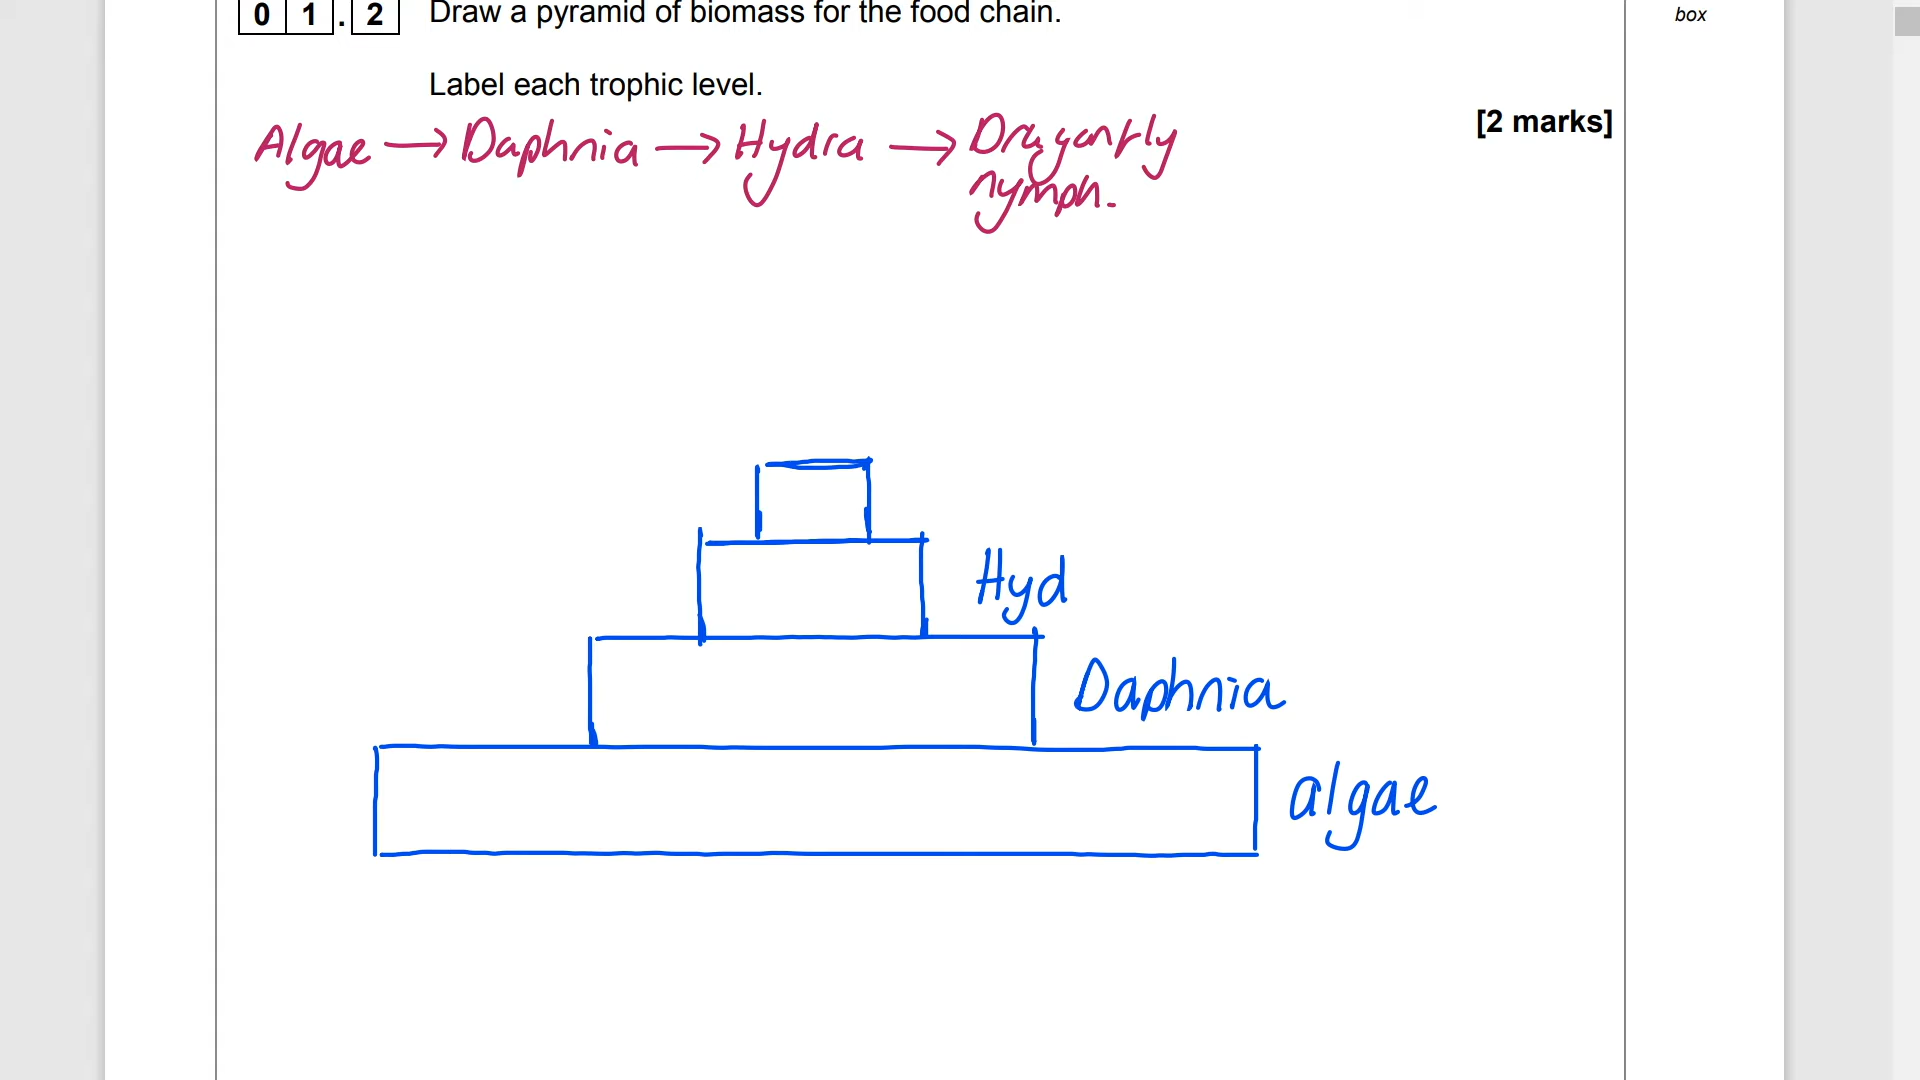 0 1 . 2 Draw a pyramid of biomass for the food chain.
box
Label each trophic level.
[2 marks]
Algae → Daphnia → Hydra → Dragonfly
nymph.
Hyd
Daphnia
algae